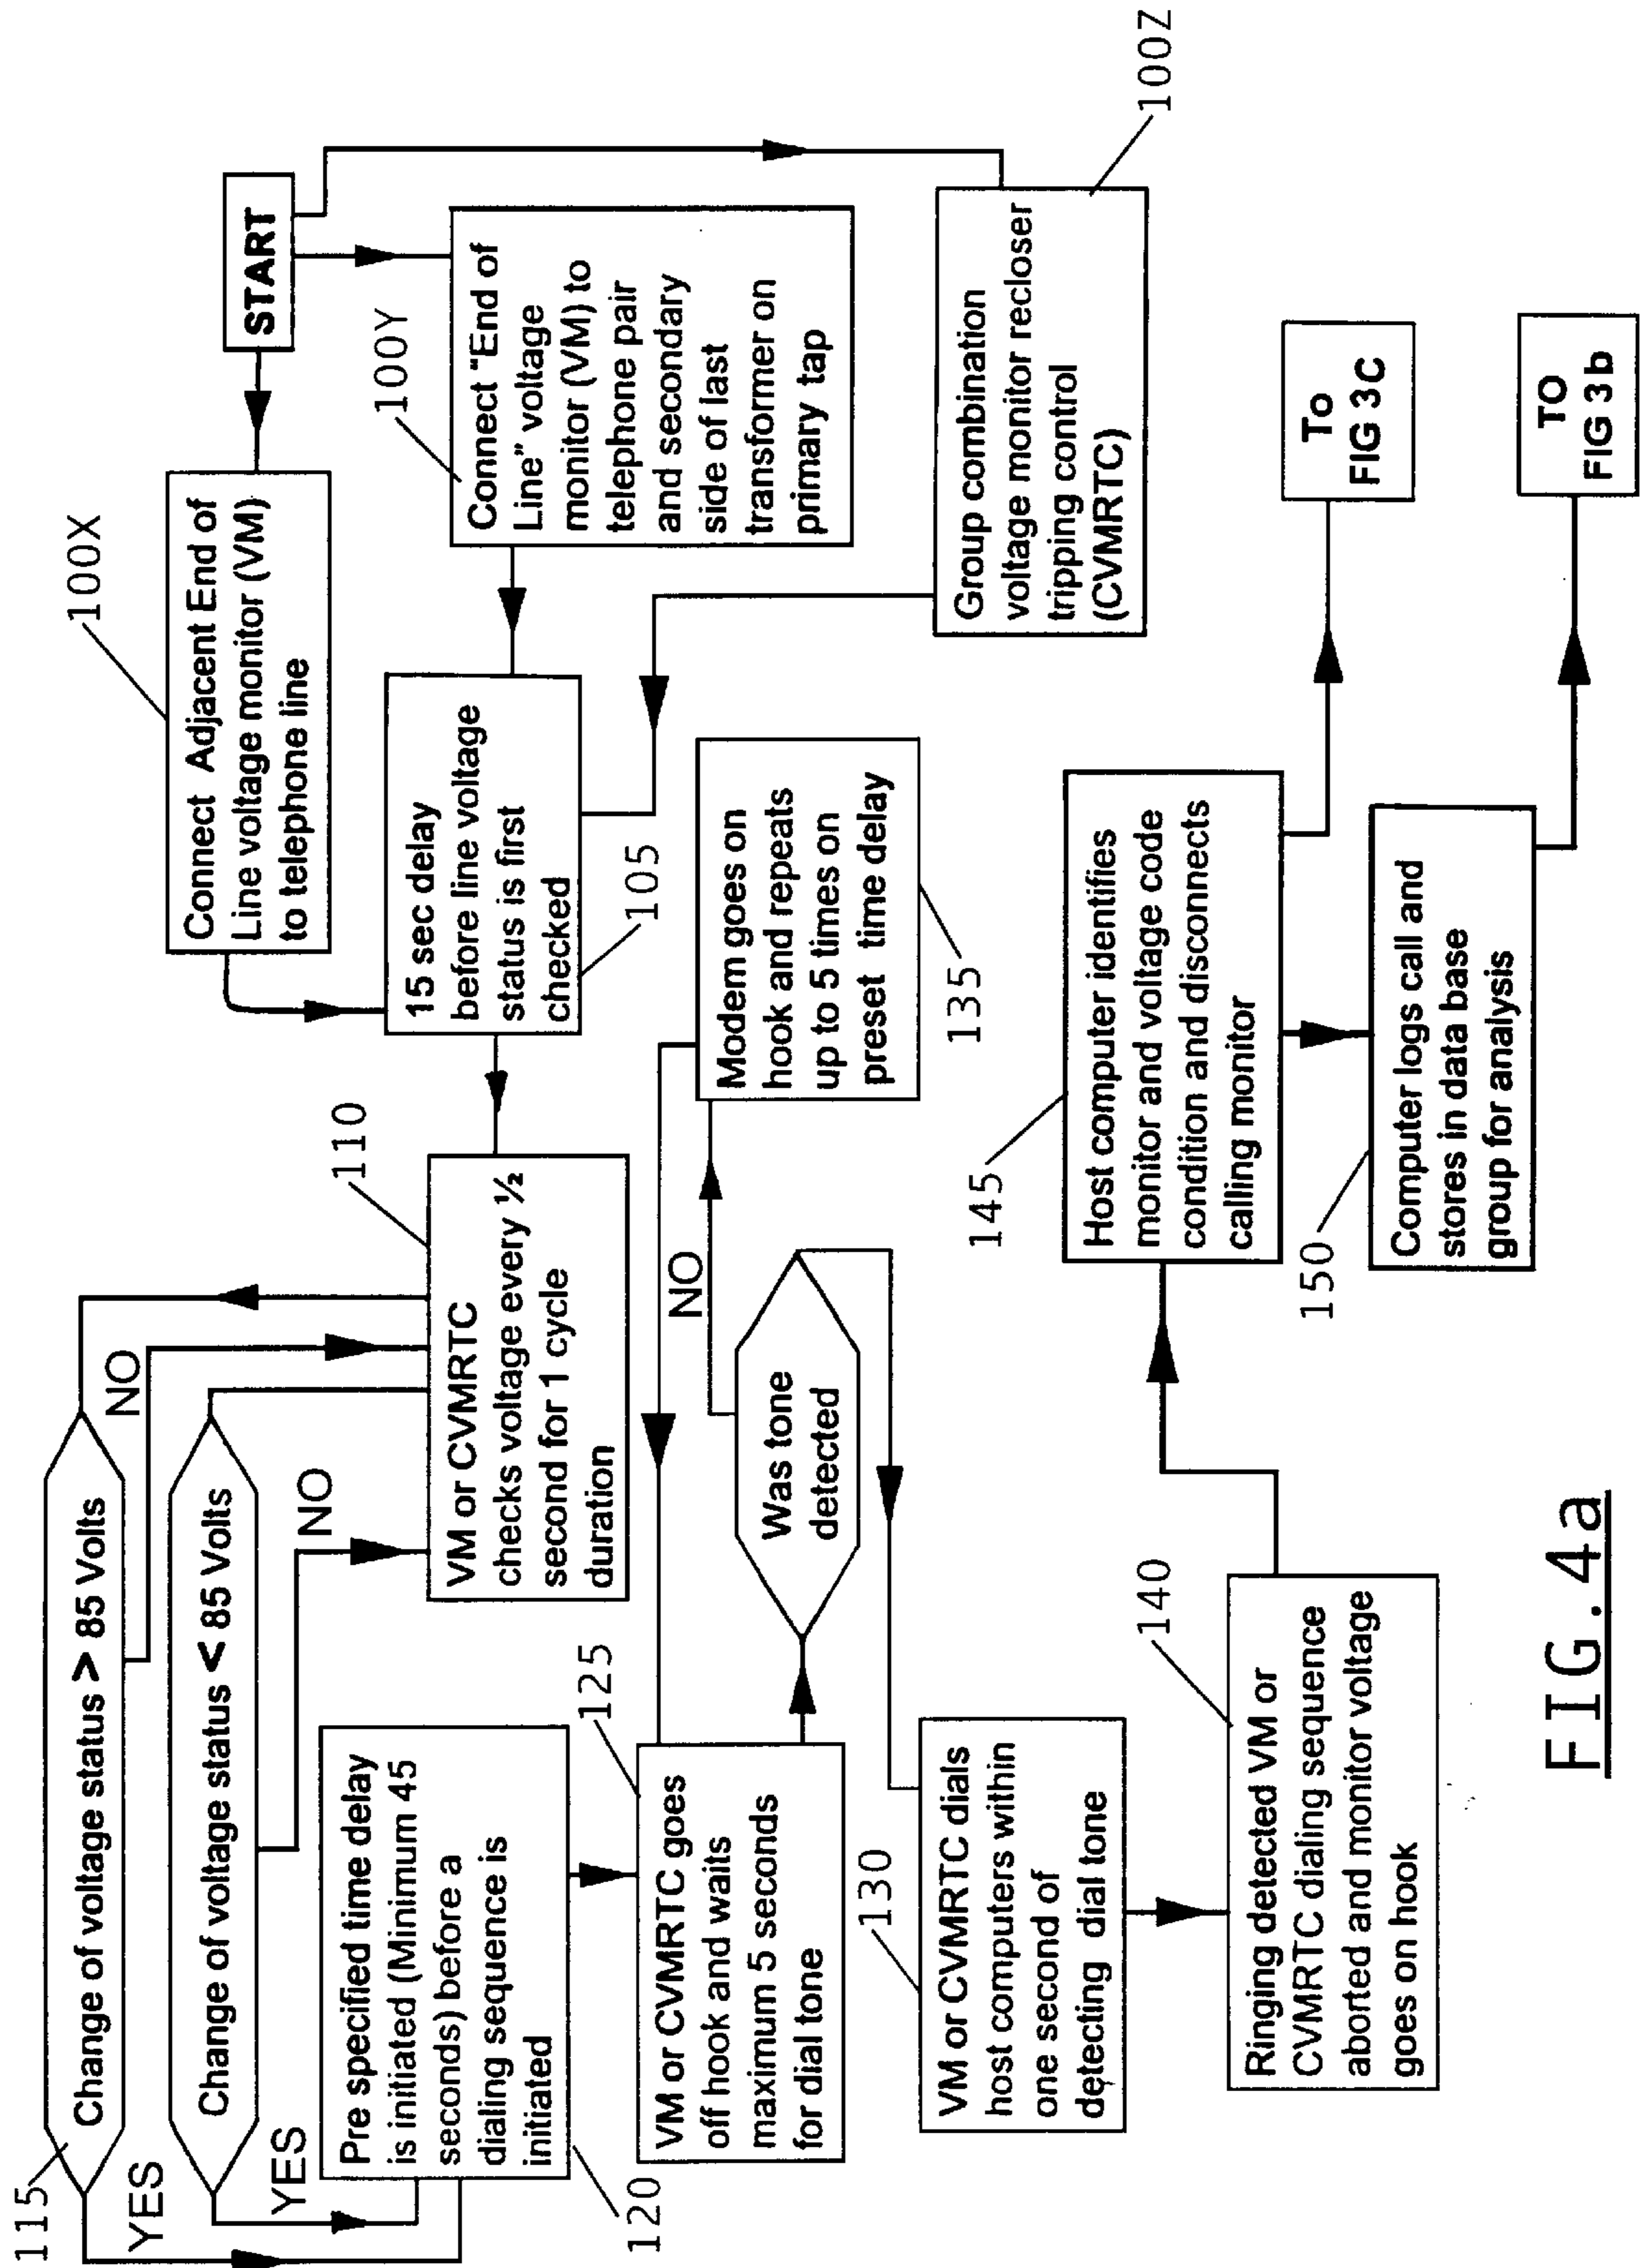 START
100X
Connect Adjacent End of
Line voltage monitor (VM)
to telephone line
100Y
Connect "End of
Line" voltage
monitor (VM) to
telephone pair
and secondary
side of last
transformer on
primary tap
100Z
Group combination
voltage monitor recloser
tripping control
(CVMRTC)
15 sec delay
before line voltage
status is first
checked
105
110
VM or CVMRTC
checks voltage every ½
second for 1 cycle
duration
115
Change of voltage status > 85 Volts
NO
YES
Change of voltage status < 85 Volts
NO
YES
Pre specified time delay
is initiated (Minimum 45
seconds) before a
dialing sequence is
initiated
120
125
VM or CVMRTC goes
off hook and waits
maximum 5 seconds
for dial tone
Was tone
detected
NO
Modem goes on
hook and repeats
up to 5 times on
preset time delay
135
130
VM or CVMRTC dials
host computers within
one second of
detecting dial tone
140
Ringing detected VM or
CVMRTC dialing sequence
aborted and monitor voltage
goes on hook
145
Host computer identifies
monitor and voltage code
condition and disconnects
calling monitor
150
Computer logs call and
stores in data base
group for analysis
To
FIG 3C
TO
FIG 3b
FIG.4a